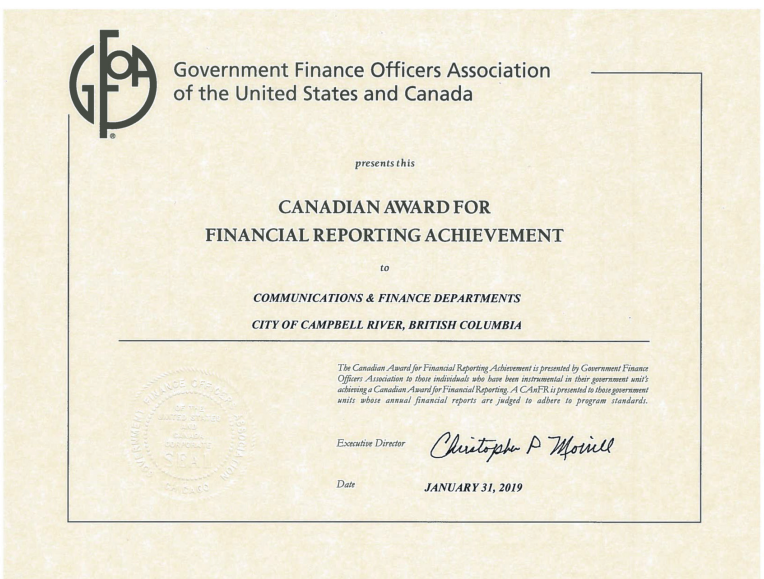 GFOA
®
Government Finance Officers Association
of the United States and Canada
presents this
CANADIAN AWARD FOR
FINANCIAL REPORTING ACHIEVEMENT
to
COMMUNICATIONS & FINANCE DEPARTMENTS
CITY OF CAMPBELL RIVER, BRITISH COLUMBIA
The Canadian Award for Financial Reporting Achievement is presented by Government Finance
Officers Association to those individuals who have been instrumental in their government unit's
achieving a Canadian Award for Financial Reporting. A CAnFR is presented to those government
units whose annual financial reports are judged to adhere to program standards.
Executive Director
Christopher P Morrill
Date
JANUARY 31, 2019